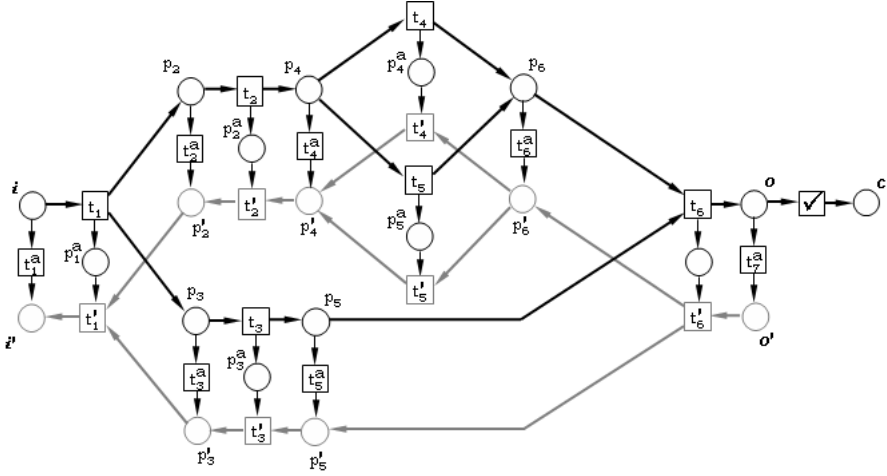 t₄
p₂
p₄
p₄ᵃ
p₆
t₂
t₂ᵃ
p₂ᵃ
t₄ᵃ
t₄′
t₆ᵃ
i
t₁
t₂′
t₅
t₆
o
✓
c
p₂′
p₄′
p₅ᵃ
p₆′
t₁ᵃ
p₁ᵃ
t₇ᵃ
t₅′
i′
t₁′
p₃
t₃
p₅
t₆′
o′
t₃ᵃ
p₃ᵃ
t₅ᵃ
p₃′
t₃′
p₅′